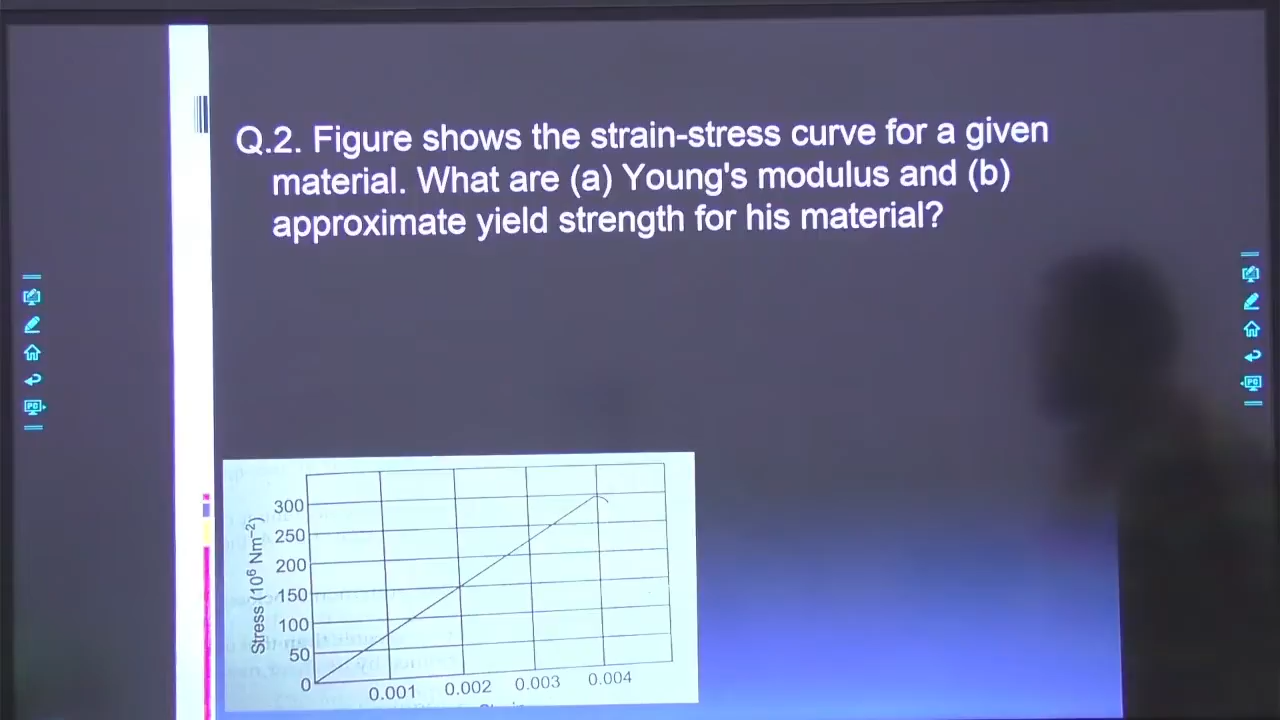 Q.2. Figure shows the strain-stress curve for a given
material. What are (a) Young's modulus and (b)
approximate yield strength for his material?
Stress (10⁶ Nm⁻²)
300
250
200
150
100
50
0
0.001 0.002 0.003 0.004
PC
PC